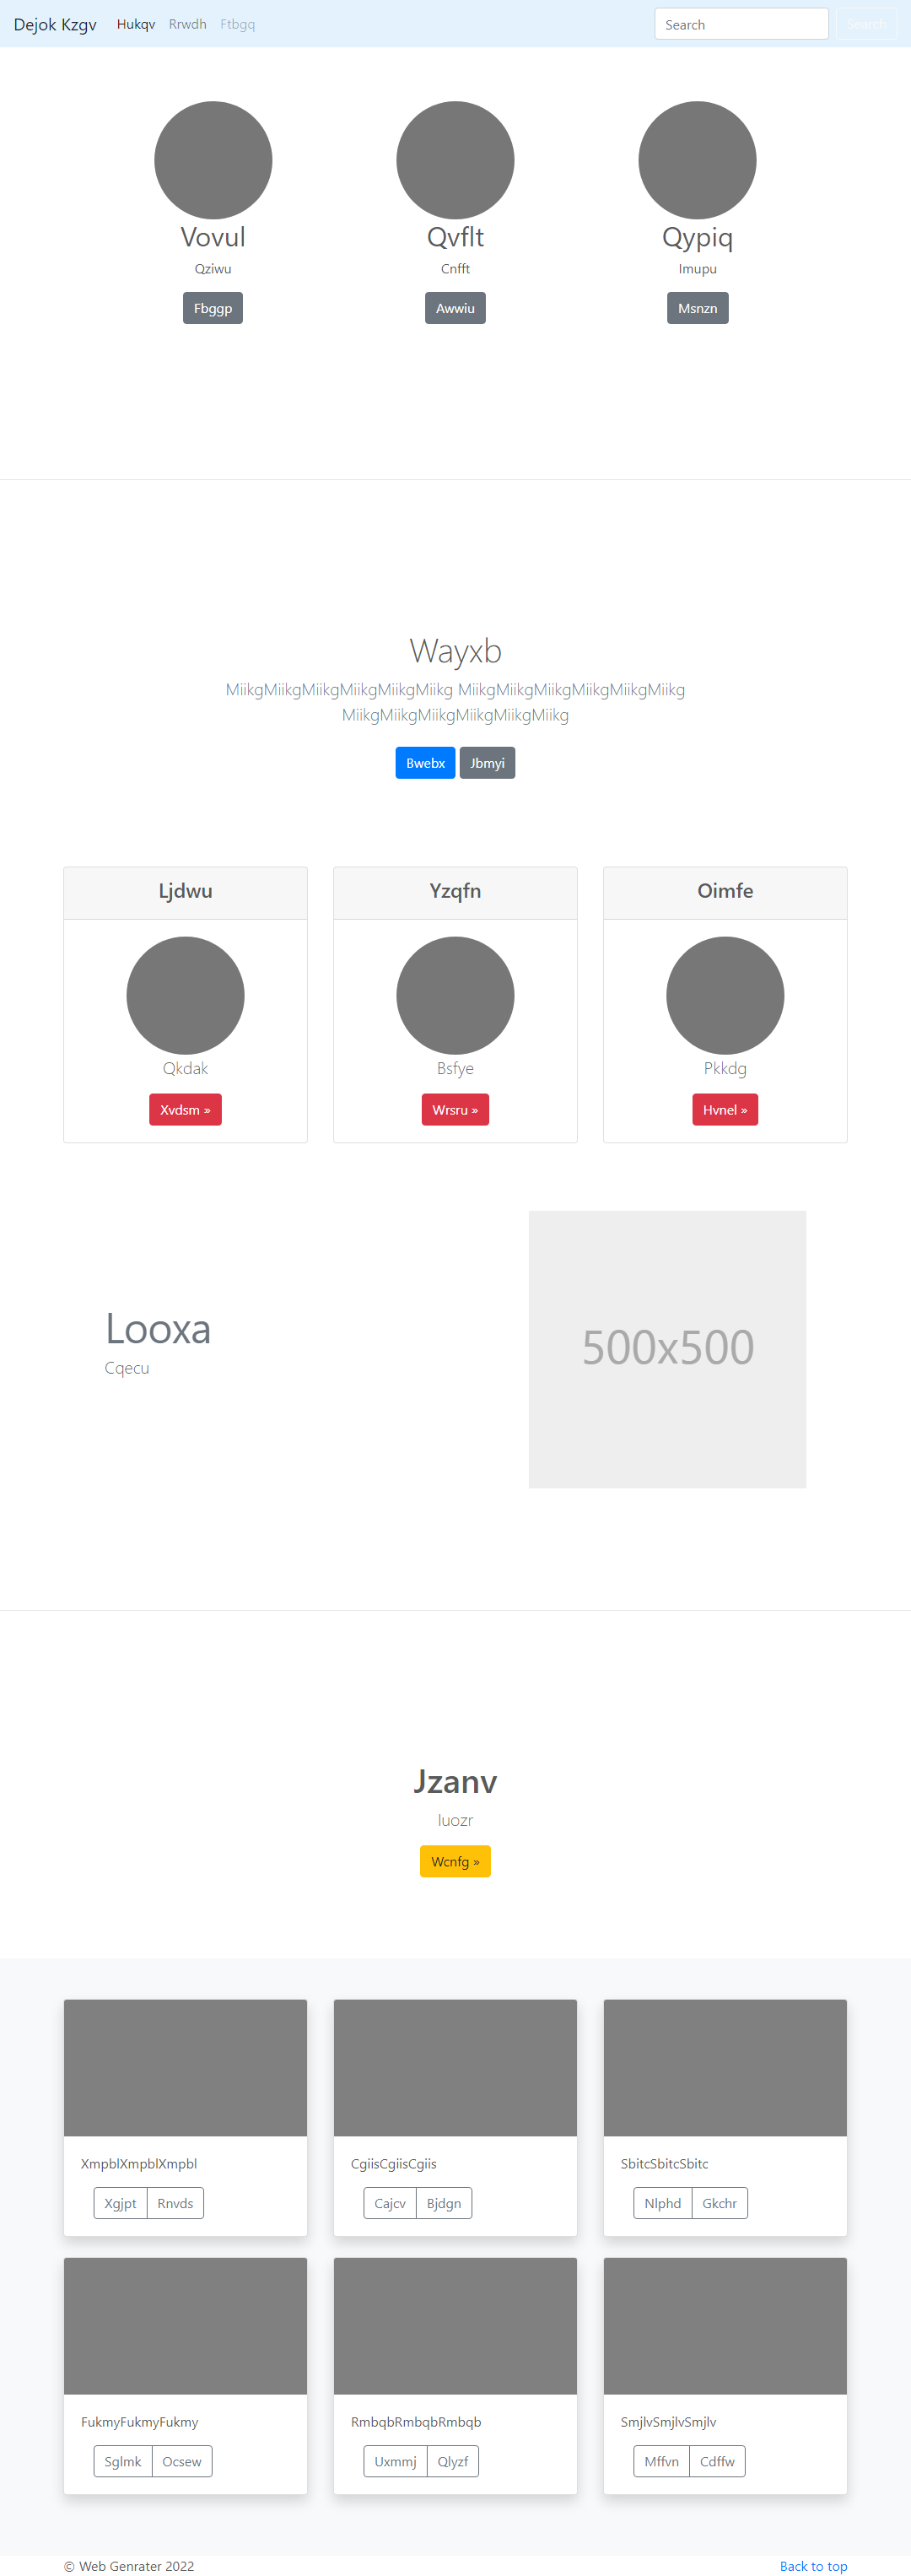 Dejok Kzgv Hukqv Rrwdh Ftbgq Search Search
Vovul Qvflt Qypiq
Qziwu Cnfft Imupu
Fbggp Awwiu Msnzn
Wayxb
MiikgMiikgMiikgMiikgMiikgMiikg MiikgMiikgMiikgMiikgMiikgMiikg
MiikgMiikgMiikgMiikgMiikgMiikg
Bwebx Jbmyi
Ljdwu Yzqfn Oimfe
Qkdak Bsfye Pkkdg
Xvdsm » Wrsru » Hvnel »
Looxa
Cqecu
500x500
Jzanv
Iuozr
Wcnfg »
XmpblXmpblXmpbl CgiisCgiisCgiis SbitcSbitcSbitc
Xgjpt Rnvds Cajcv Bjdgn Nlphd Gkchr
FukmyFukmyFukmy RmbqbRmbqbRmbqb SmjlvSmjlvSmjlv
Sglmk Ocsew Uxmmj Qlyzf Mffvn Cdffw
© Web Genrater 2022 Back to top